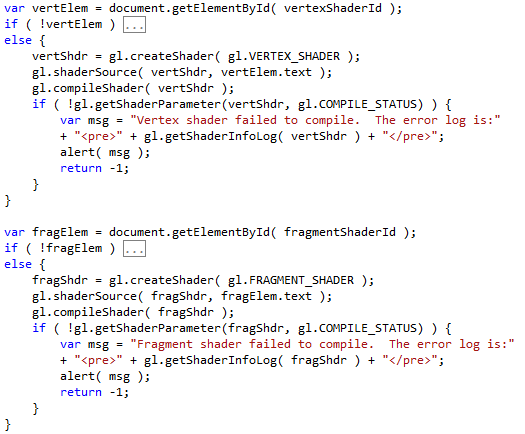 var vertElem = document.getElementById( vertexShaderId );
if ( !vertElem ) ...
else {
    vertShdr = gl.createShader( gl.VERTEX_SHADER );
    gl.shaderSource( vertShdr, vertElem.text );
    gl.compileShader( vertShdr );
    if ( !gl.getShaderParameter(vertShdr, gl.COMPILE_STATUS) ) {
        var msg = "Vertex shader failed to compile.  The error log is:"
        + "<pre>" + gl.getShaderInfoLog( vertShdr ) + "</pre>";
        alert( msg );
        return -1;
    }
}

var fragElem = document.getElementById( fragmentShaderId );
if ( !fragElem ) ...
else {
    fragShdr = gl.createShader( gl.FRAGMENT_SHADER );
    gl.shaderSource( fragShdr, fragElem.text );
    gl.compileShader( fragShdr );
    if ( !gl.getShaderParameter(fragShdr, gl.COMPILE_STATUS) ) {
        var msg = "Fragment shader failed to compile.  The error log is:"
        + "<pre>" + gl.getShaderInfoLog( fragShdr ) + "</pre>";
        alert( msg );
        return -1;
    }
}